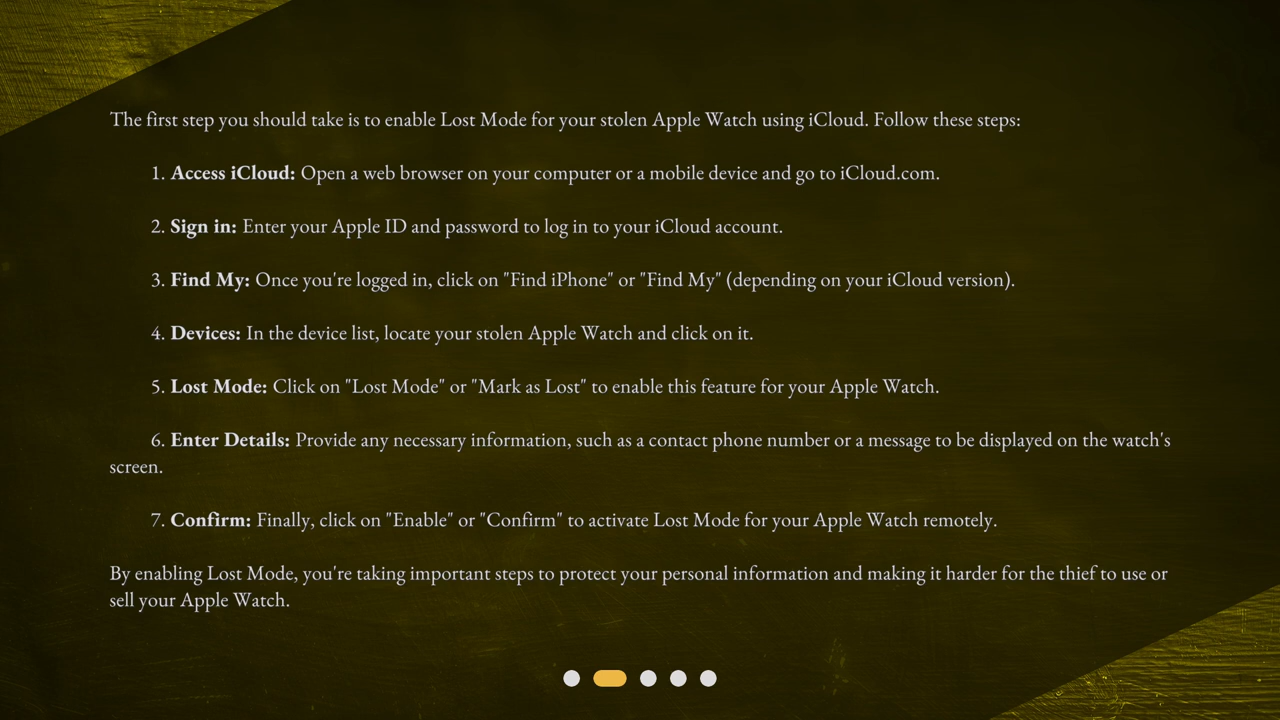 The first step you should take is to enable Lost Mode for your stolen Apple Watch using iCloud. Follow these steps:
1. Access iCloud: Open a web browser on your computer or a mobile device and go to iCloud.com.
2. Sign in: Enter your Apple ID and password to log in to your iCloud account.
3. Find My: Once you're logged in, click on "Find iPhone" or "Find My" (depending on your iCloud version).
4. Devices: In the device list, locate your stolen Apple Watch and click on it.
5. Lost Mode: Click on "Lost Mode" or "Mark as Lost" to enable this feature for your Apple Watch.
6. Enter Details: Provide any necessary information, such as a contact phone number or a message to be displayed on the watch's
screen.
7. Confirm: Finally, click on "Enable" or "Confirm" to activate Lost Mode for your Apple Watch remotely.
By enabling Lost Mode, you're taking important steps to protect your personal information and making it harder for the thief to use or
sell your Apple Watch.